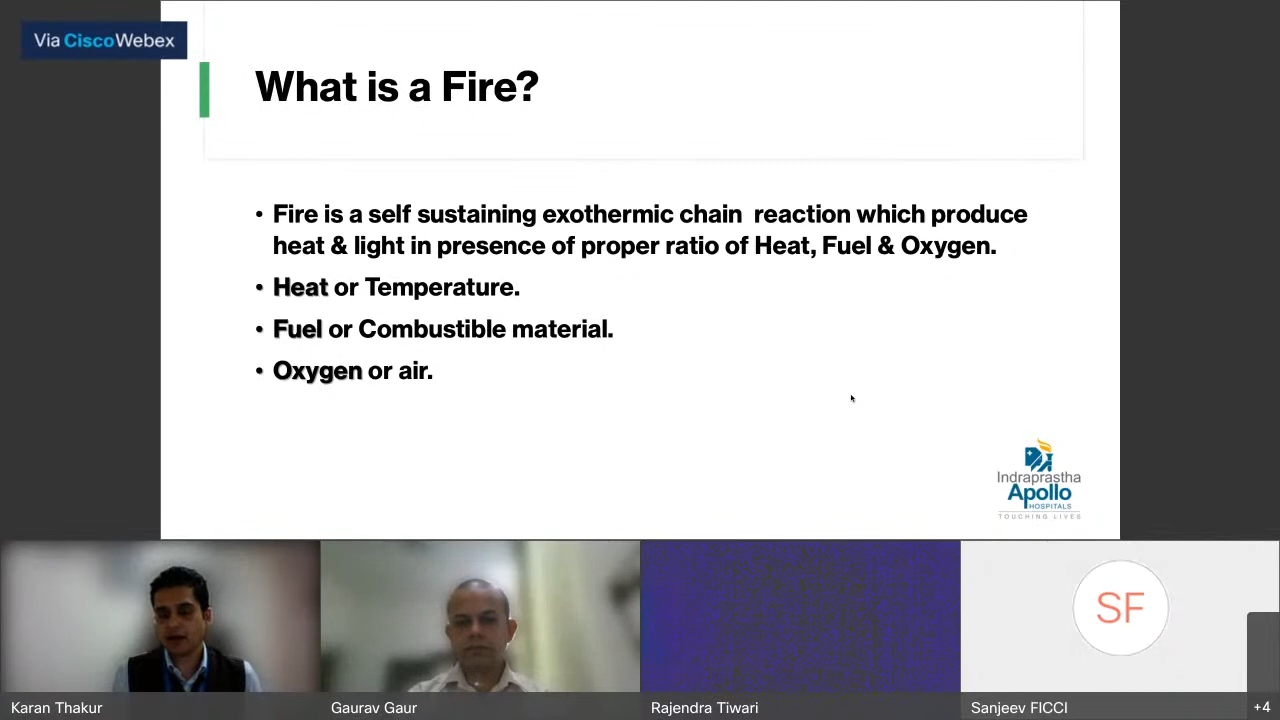 Via CiscoWebex
What is a Fire?
• Fire is a self sustaining exothermic chain  reaction which produce
heat & light in presence of proper ratio of Heat, Fuel & Oxygen.
• Heat or Temperature.
• Fuel or Combustible material.
• Oxygen or air.
Indraprastha
Apollo
HOSPITALS
TOUCHING LIVES
SF
Karan Thakur
Gaurav Gaur
Rajendra Tiwari
Sanjeev FICCI
+4